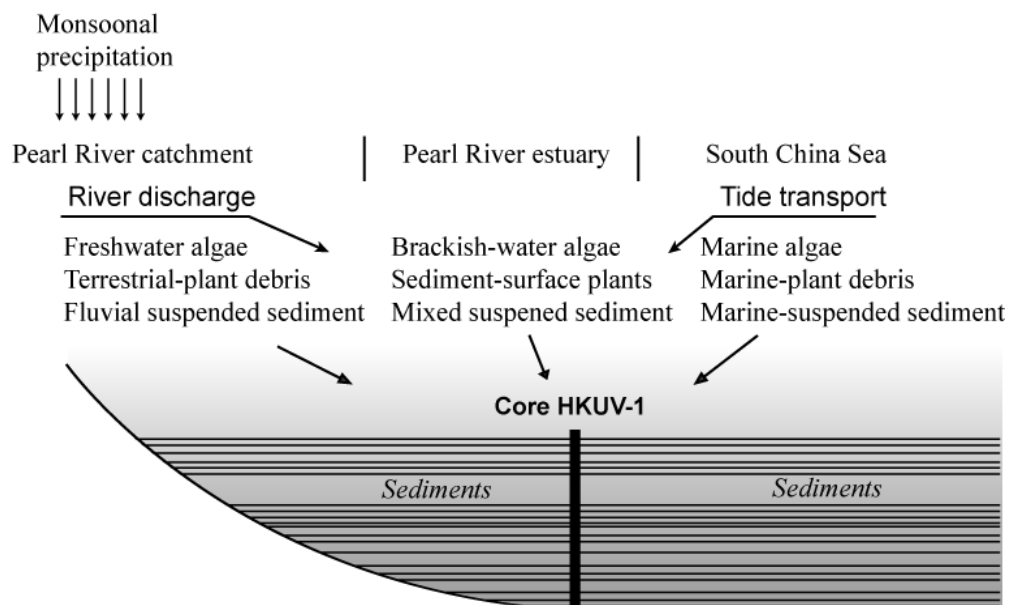 Monsoonal
precipitation
Pearl River catchment
Pearl River estuary
South China Sea
River discharge
Tide transport
Freshwater algae
Terrestrial-plant debris
Fluvial suspended sediment
Brackish-water algae
Sediment-surface plants
Mixed suspened sediment
Marine algae
Marine-plant debris
Marine-suspended sediment
Core HKUV-1
Sediments
Sediments